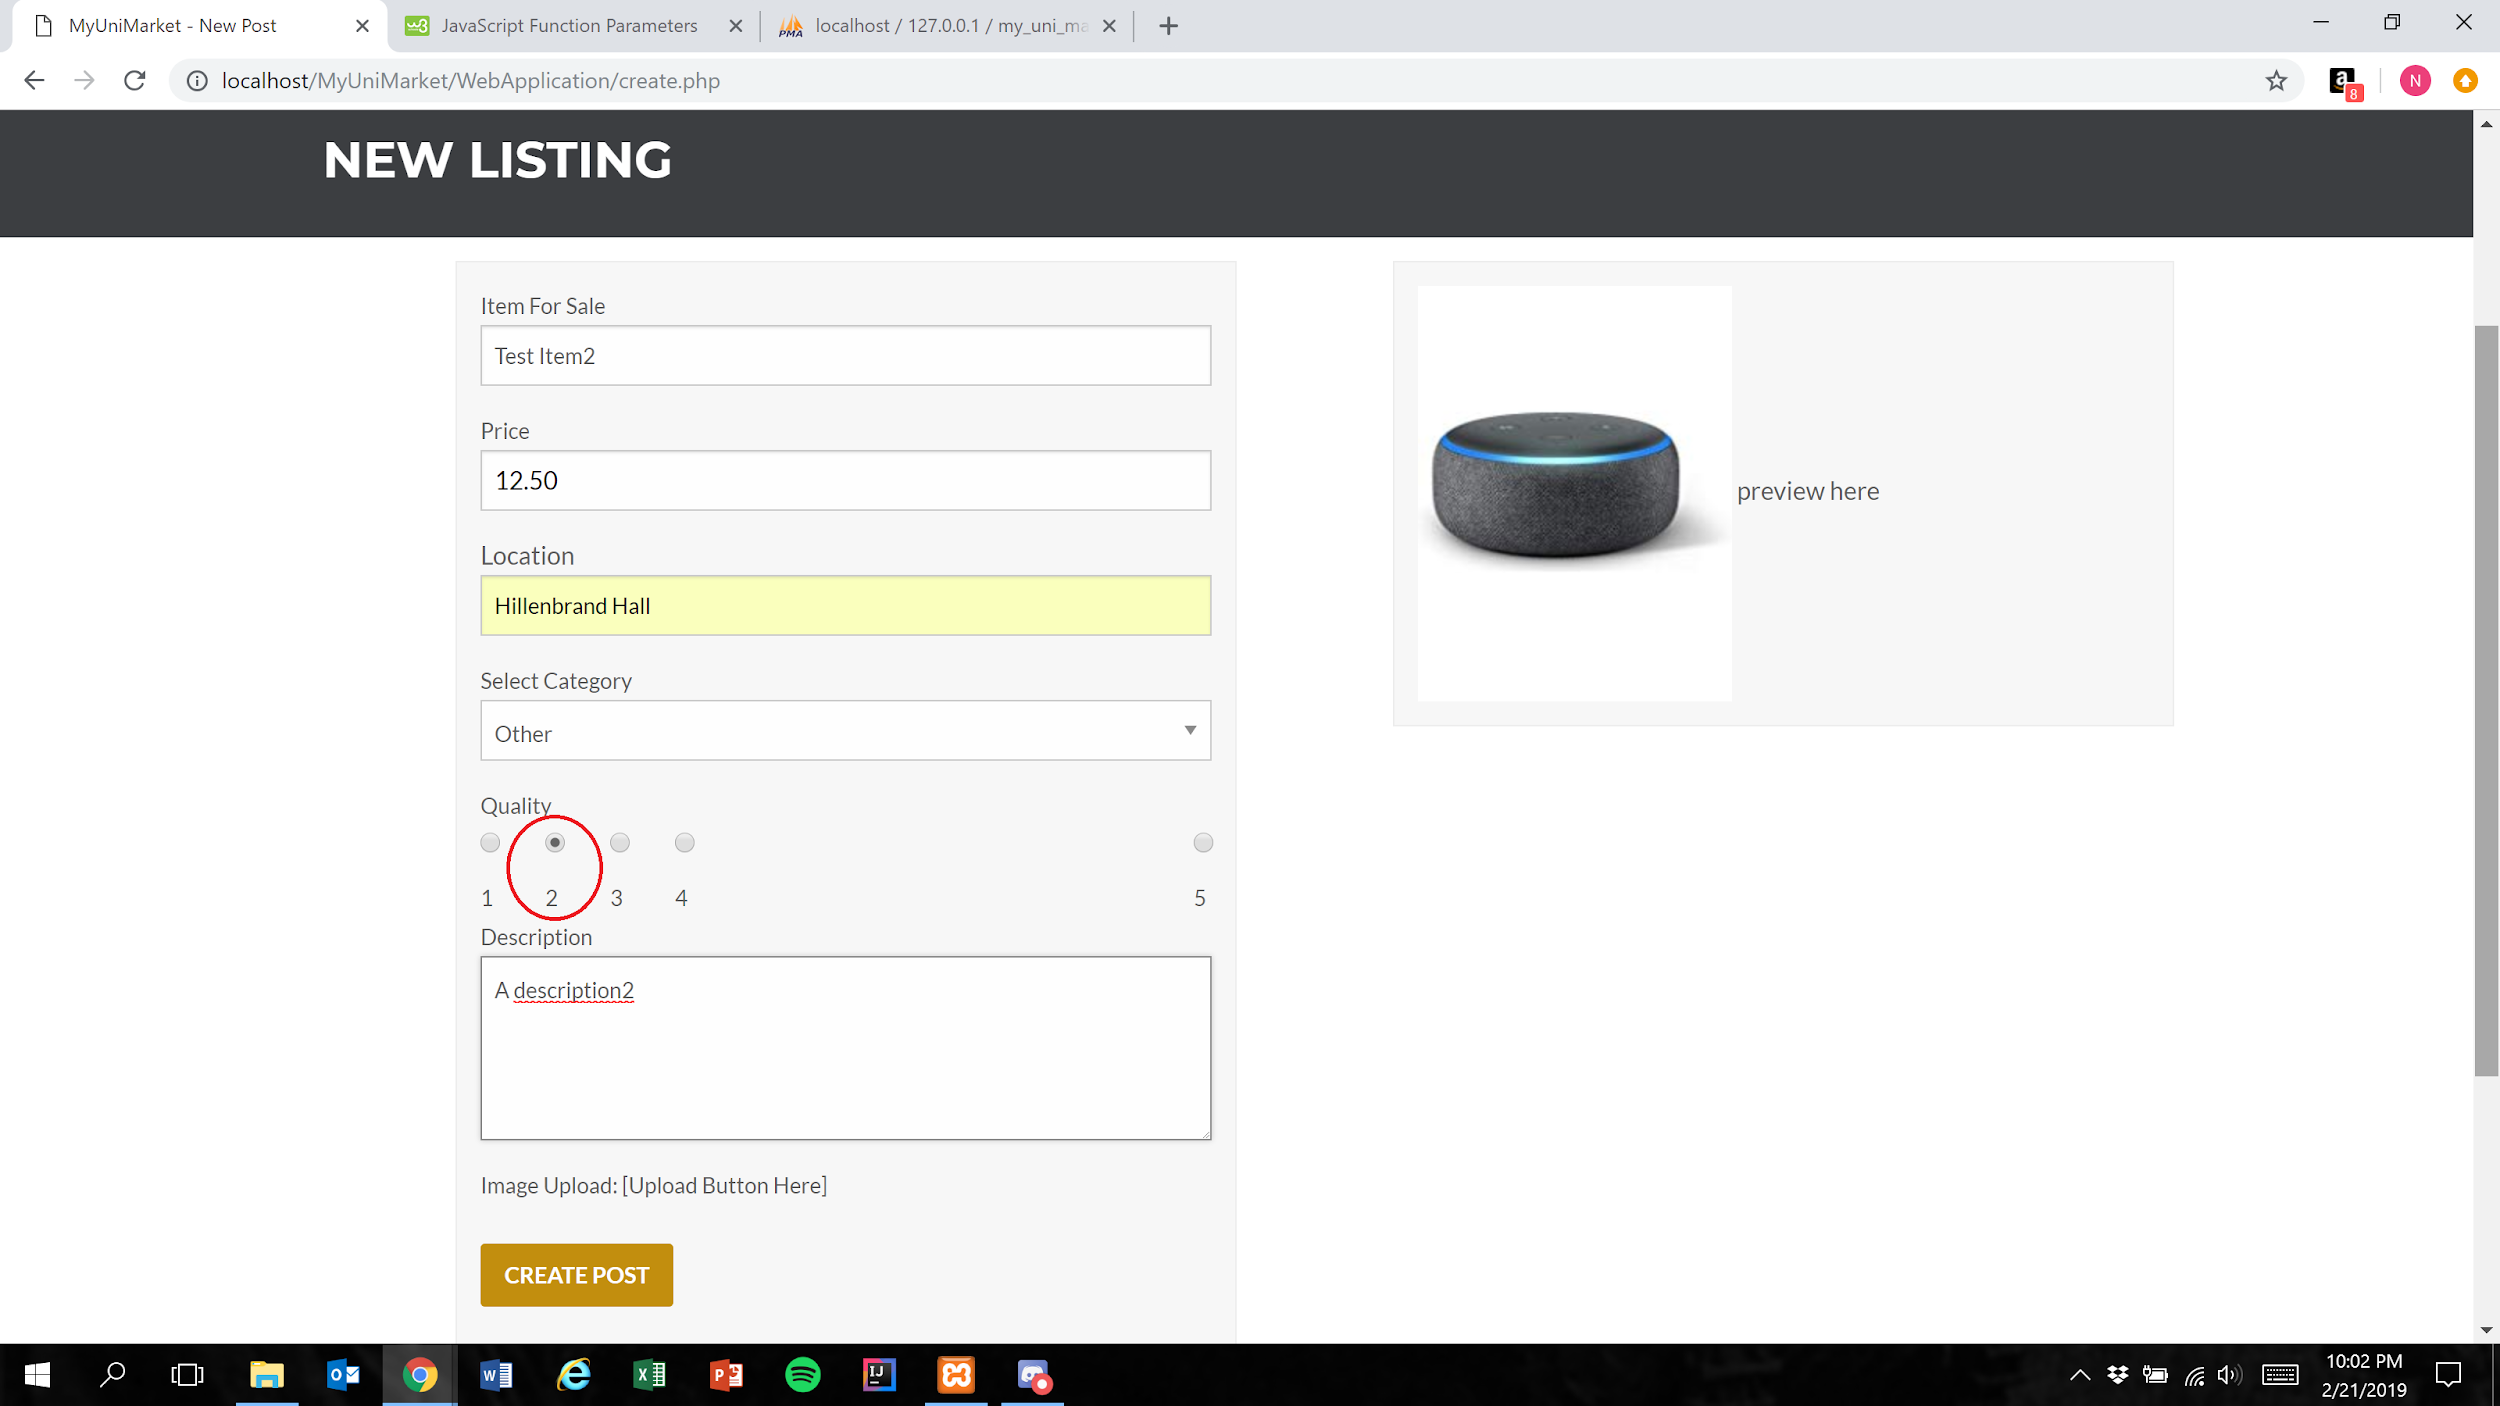 MyUniMarket - New Post
JavaScript Function Parameters
localhost / 127.0.0.1 / my_uni_ma
localhost/MyUniMarket/WebApplication/create.php
8
N
NEW LISTING
Item For Sale
Test Item2
Price
12.50
Location
Hillenbrand Hall
Select Category
Other
Quality
1 2 3 4 5
Description
A description2
Image Upload: [Upload Button Here]
CREATE POST
preview here
10:02 PM
2/21/2019